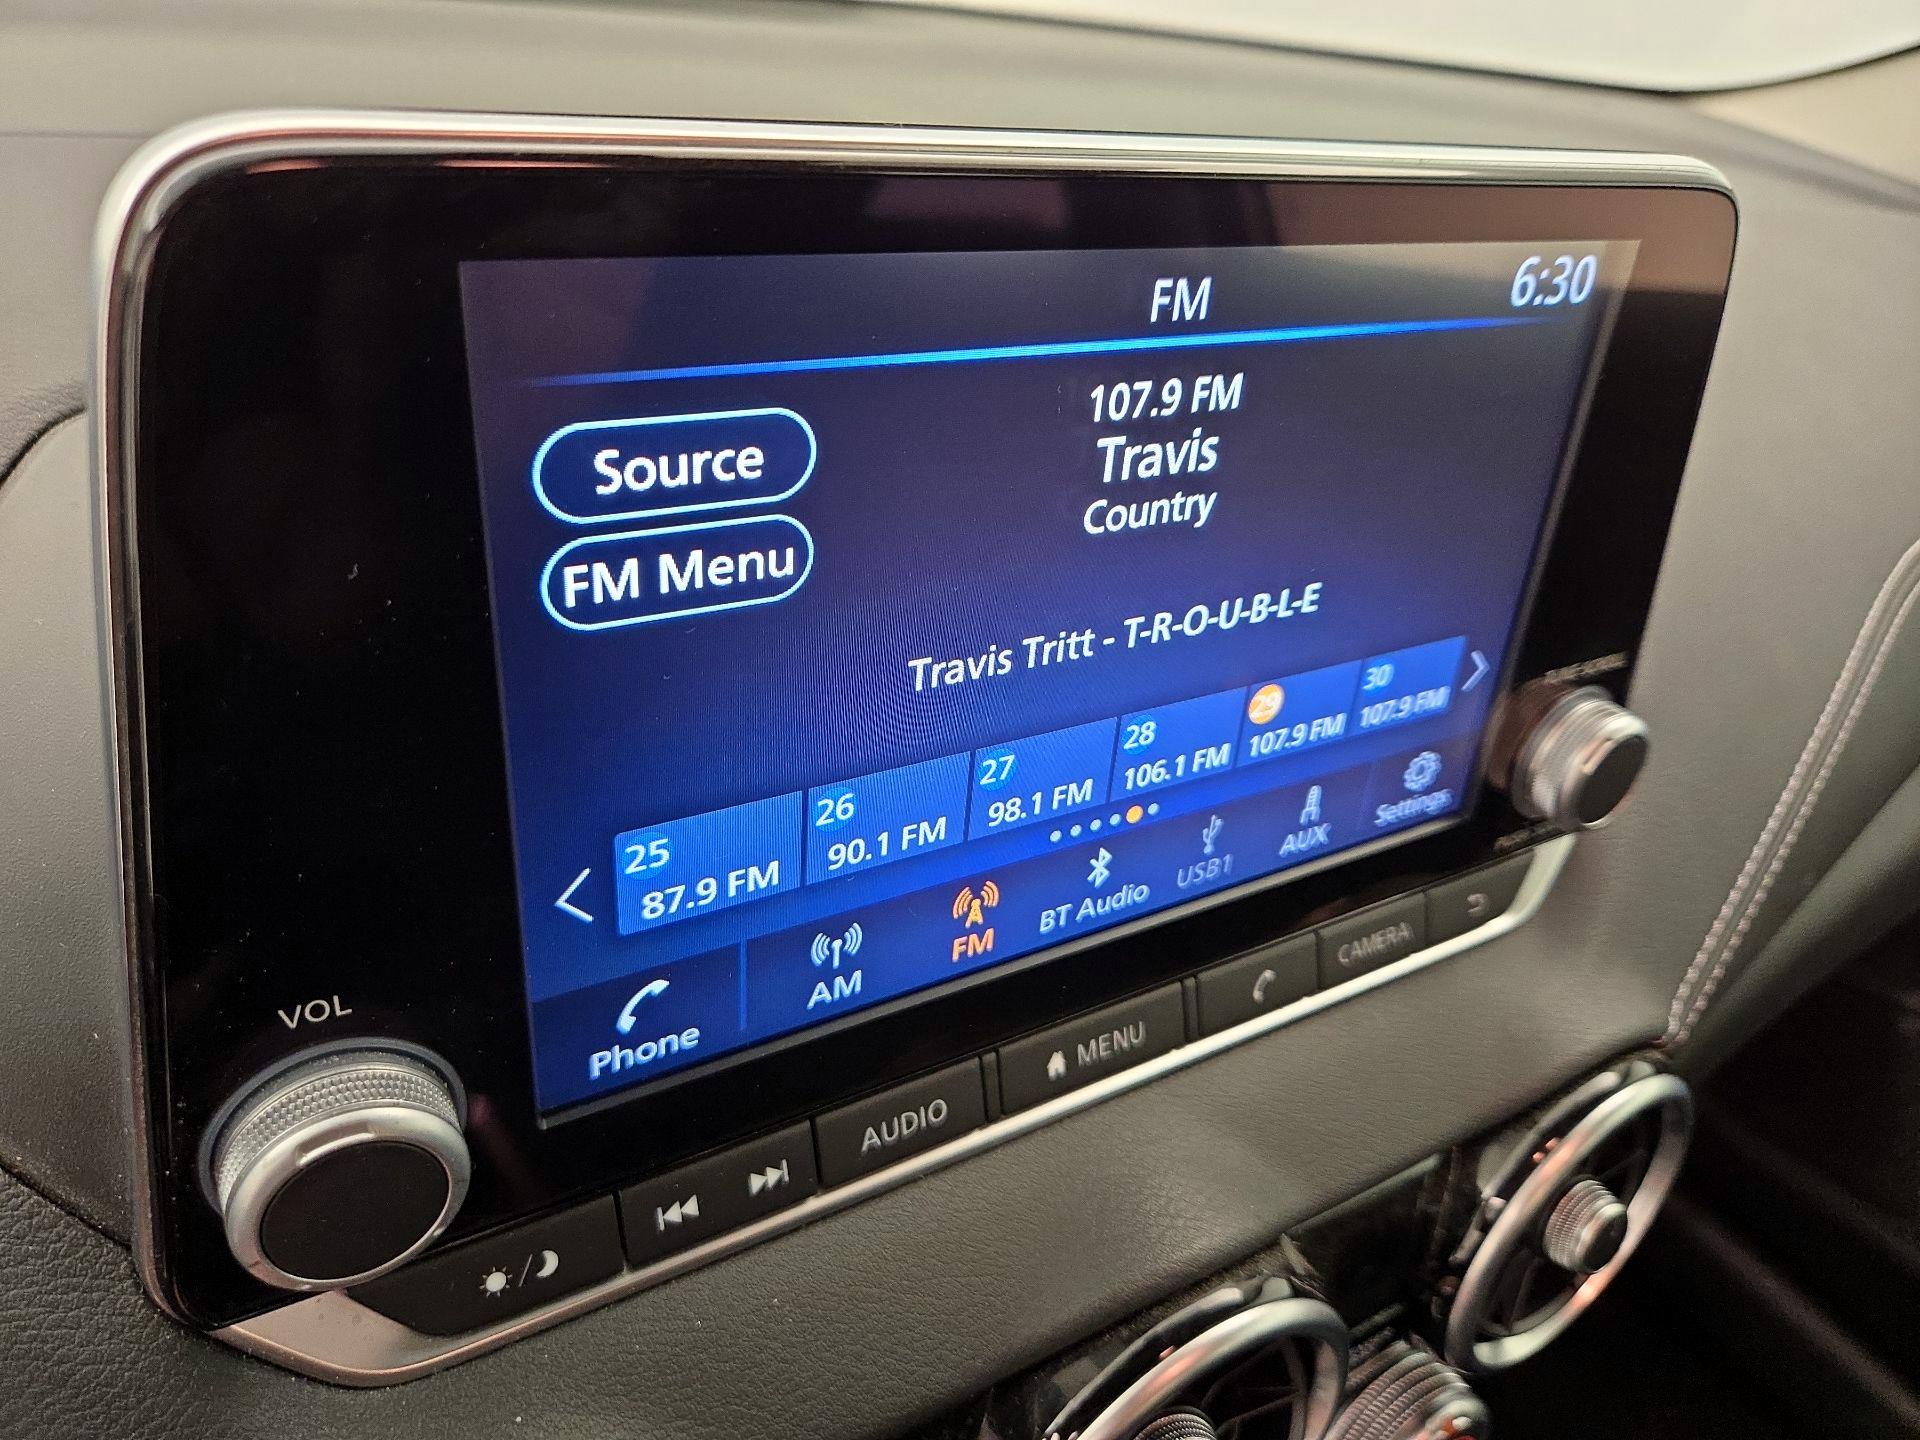 FM
6:30
107.9 FM
Travis
Country
Source
FM Menu
Travis Tritt - T-R-O-U-B-L-E
25
87.9 FM
26
90.1 FM
27
98.1 FM
28
106.1 FM
29
107.9 FM
30
107.9 FM
Phone
AM
FM
BT Audio
USB1
AUX
Settings
VOL
AUDIO
MENU
CAMERA